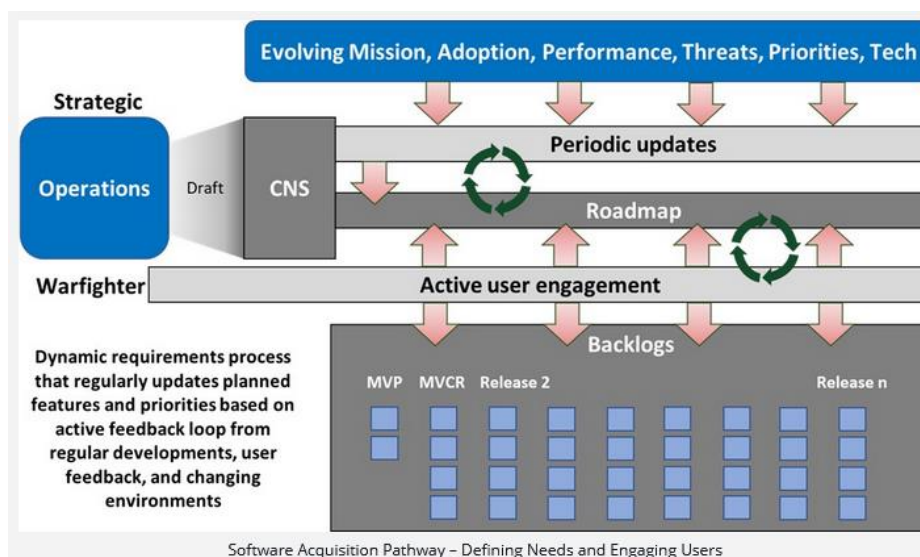 Evolving Mission, Adoption, Performance, Threats, Priorities, Tech
Strategic
Operations
Draft
CNS
Periodic updates
Roadmap
Warfighter
Active user engagement
Dynamic requirements process
that regularly updates planned
features and priorities based on
active feedback loop from
regular developments, user
feedback, and changing
environments
Backlogs
MVP MVCR Release 2 Release n
Software Acquisition Pathway – Defining Needs and Engaging Users